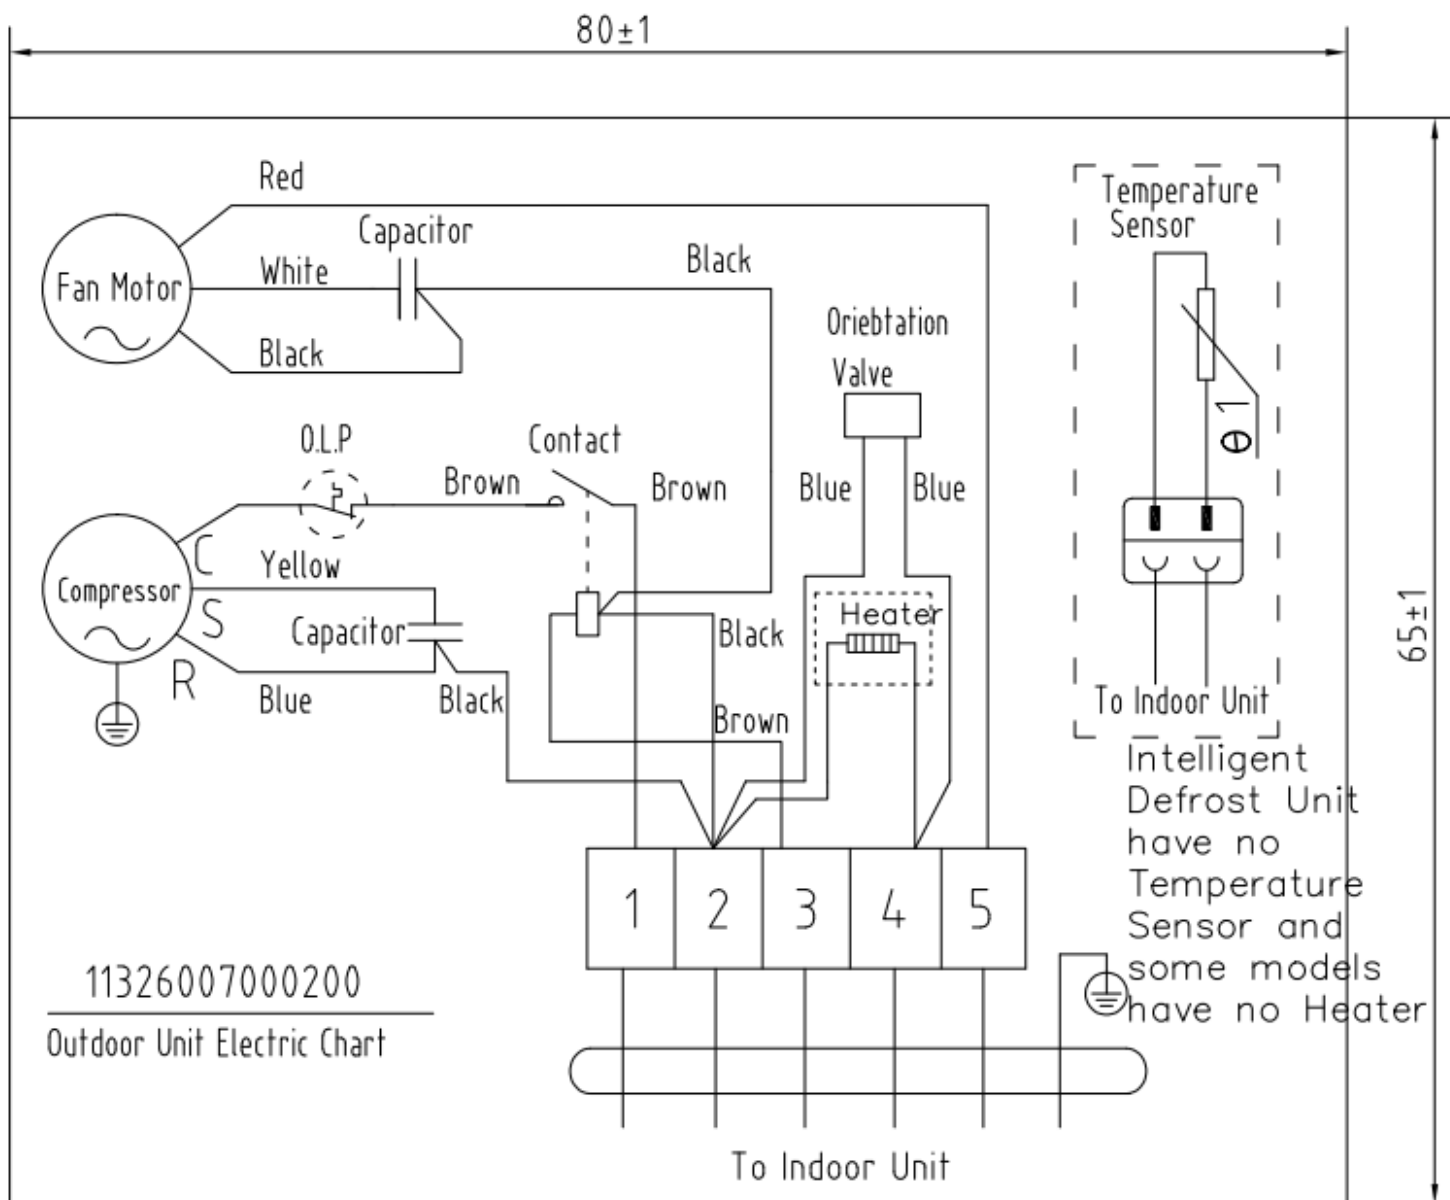 80±1
Red
Capacitor
White
Black
Fan Motor
Black
Oriebtation
Valve
Temperature
Sensor
θ1
O.L.P
Contact
Brown
Brown
Blue
Blue
C
Yellow
Compressor
S
Capacitor
R
Blue
Black
Black
Heater
Brown
To Indoor Unit
65±1
Intelligent
Defrost Unit
have no
Temperature
Sensor and
some models
have no Heater
1 2 3 4 5
11326007000200
Outdoor Unit Electric Chart
To Indoor Unit